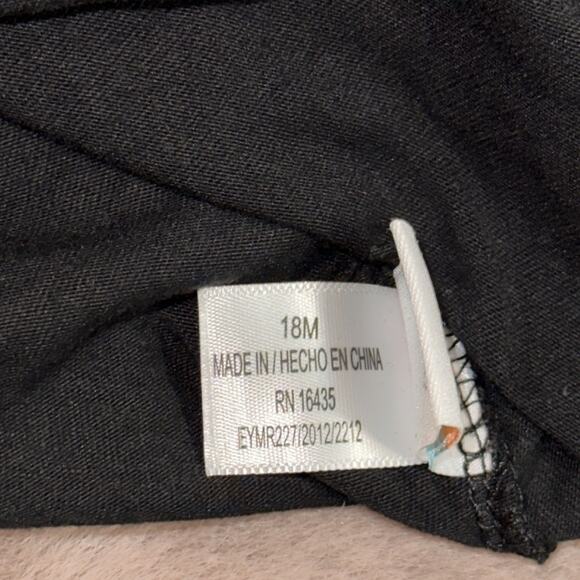 18M
MADE IN / HECHO EN CHINA
RN 16435
EYMR227/2012/2212